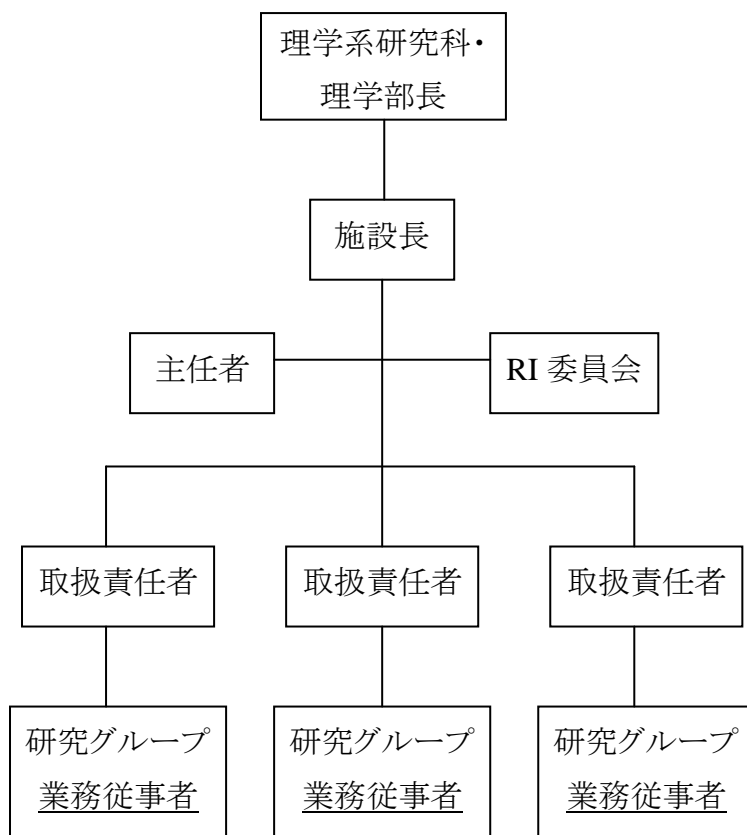 理学系研究科・
理学部長
施設長
主任者
RI 委員会
取扱責任者
取扱責任者
取扱責任者
研究グループ
業務従事者
研究グループ
業務従事者
研究グループ
業務従事者